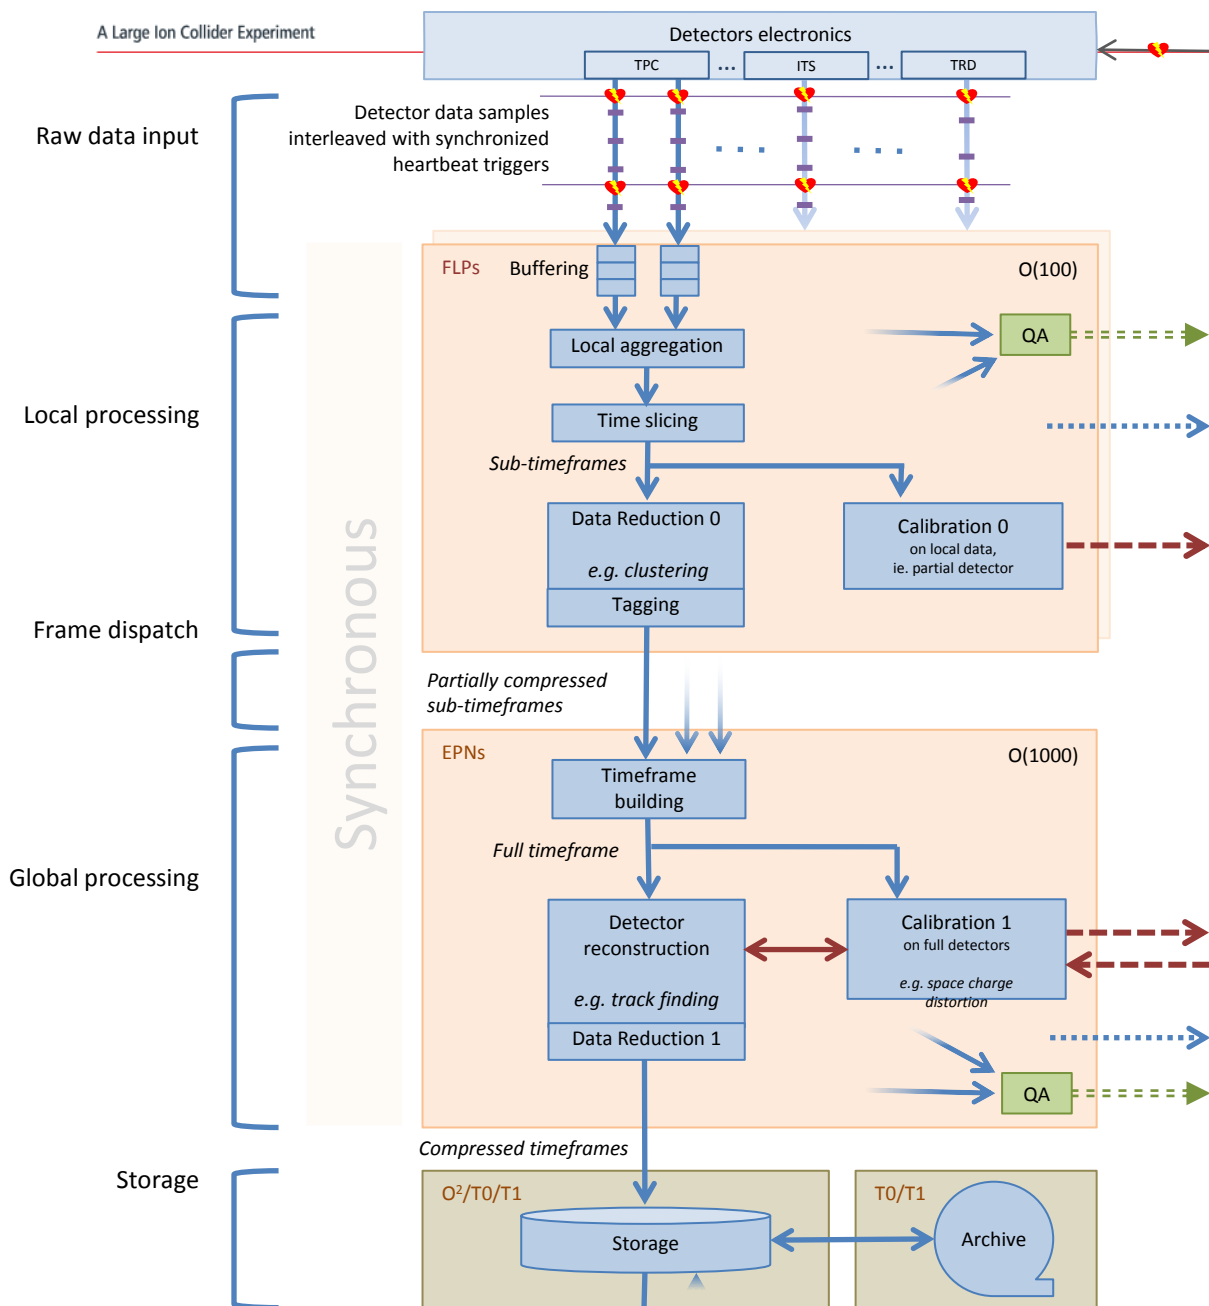 A Large Ion Collider Experiment
Detectors electronics
TPC
...
ITS
...
TRD
Raw data input
Detector data samples
interleaved with synchronized
heartbeat triggers
FLPs
Buffering
O(100)
Local aggregation
QA
Local processing
Time slicing
Sub-timeframes
Data Reduction 0
e.g. clustering
Tagging
Calibration 0
on local data,
ie. partial detector
Synchronous
Frame dispatch
Partially compressed
sub-timeframes
EPNs
O(1000)
Timeframe
building
Full timeframe
Global processing
Detector
reconstruction
e.g. track finding
Data Reduction 1
Calibration 1
on full detectors
e.g. space charge
distortion
QA
Compressed timeframes
Storage
O²/T0/T1
T0/T1
Storage
Archive